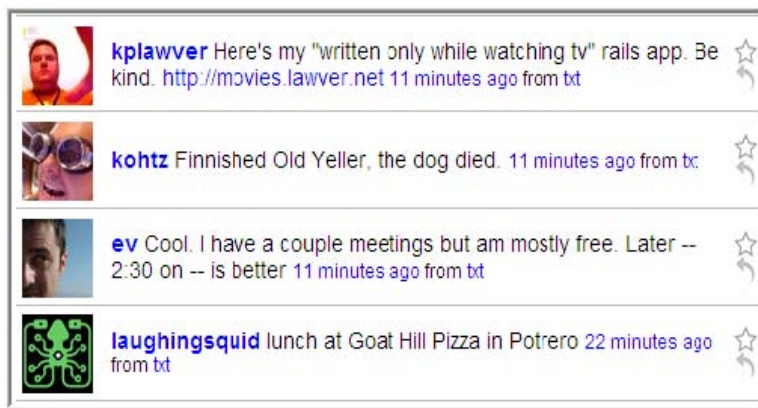 kplawver Here's my "written only while watching tv" rails app. Be
kind. http://movies.lawver.net 11 minutes ago from txt
kohtz Finnished Old Yeller, the dog died. 11 minutes ago from txt
ev Cool. I have a couple meetings but am mostly free. Later --
2:30 on -- is better 11 minutes ago from txt
laughingsquid lunch at Goat Hill Pizza in Potrero 22 minutes ago
from txt